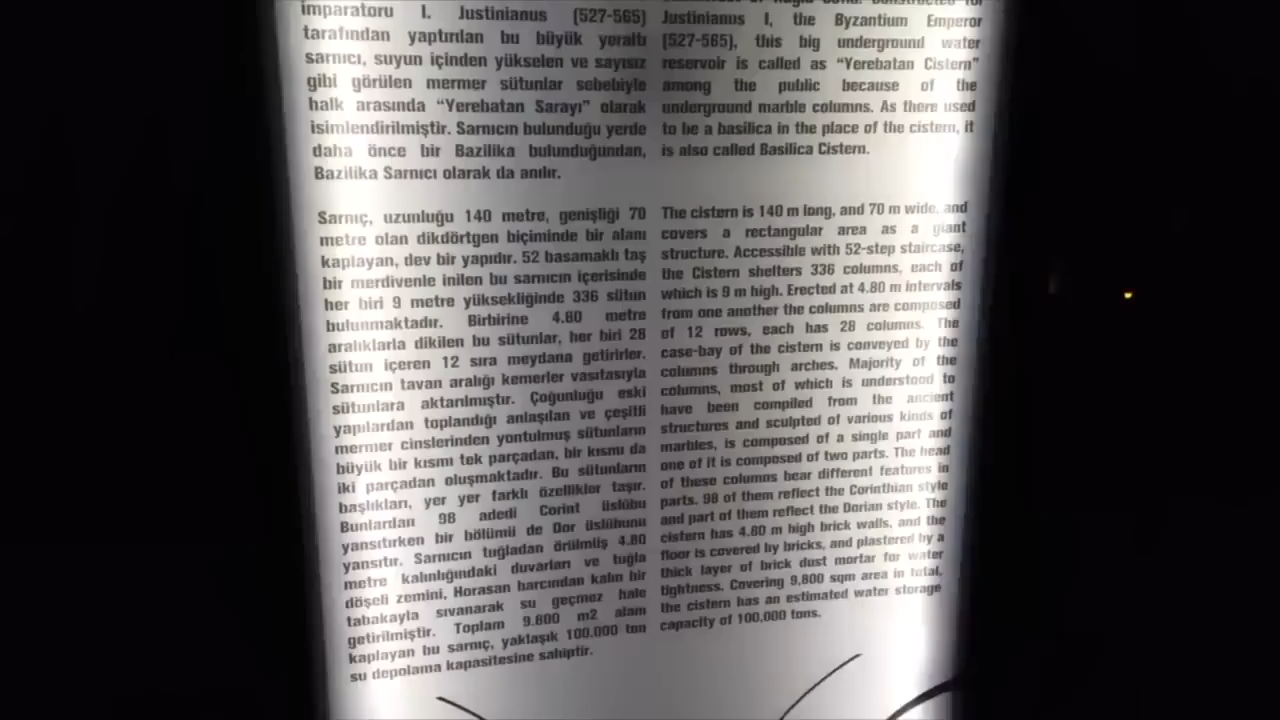 imparatoru I. Justinianus (527-565)
tarafından yaptırılan bu büyük yeraltı
sarnıcı, suyun içinden yükselen ve sayısız
gibi görülen mermer sütunlar sebebiyle
halk arasında “Yerebatan Sarayı” olarak
isimlendirilmiştir. Sarnıcın bulunduğu yerde
daha önce bir Bazilika bulunduğundan,
Bazilika Sarnıcı olarak da anılır.
Sarnıç, uzunluğu 140 metre, genişliği 70
metre olan dikdörtgen biçiminde bir alanı
kaplayan, dev bir yapıdır. 52 basamaklı taş
bir merdivenle inilen bu sarnıcın içerisinde
her biri 9 metre yüksekliğinde 336 sütun
bulunmaktadır. Birbirine 4.80 metre
aralıklarla dikilen bu sütunlar, her biri 28
sütun içeren 12 sıra meydana getirirler.
Sarnıcın tavan aralığı kemerler vasıtasıyla
sütunlara aktarılmıştır. Çoğunluğu eski
yapılardan toplandığı anlaşılan ve çeşitli
mermer cinslerinden yontulmuş sütunların
büyük bir kısmı tek parçadan, bir kısmı da
iki parçadan oluşmaktadır. Bu sütunların
başlıkları, yer yer farklı özellikler taşır.
Bunlardan 98 adedi Corint üslübu
yansıtırken bir bölümü de Dor üslübunu
yansıtır. Sarnıcın tuğladan örülmüş 4.80
metre kalınlığındaki duvarları ve tuğla
döşeli zemini, Horasan harcından kalın bir
tabakayla sıvanarak su geçmez hale
getirilmiştir. Toplam 9.800 m2 alanı
kaplayan bu sarnıç, yaklaşık 100.000 ton
su depolama kapasitesine sahiptir.
Justinianus I, the Byzantium Emperor
(527-565), this big underground water
reservoir is called as “Yerebatan Cistern”
among the public because of the
underground marble columns. As there used
to be a basilica in the place of the cistern, it
is also called Basilica Cistern.
The cistern is 140 m long, and 70 m wide, and
covers a rectangular area as a giant
structure. Accessible with 52-step staircase,
the Cistern shelters 336 columns, each of
which is 9 m high. Erected at 4.80 m intervals
from one another the columns are composed
of 12 rows, each has 28 columns. The
case-bay of the cistern is conveyed by the
columns through arches. Majority of the
columns, most of which is understood to
have been compiled from the ancient
structures and sculpted of various kinds of
marbles, is composed of a single part and
one of it is composed of two parts. The head
of these columns bear different features in
parts. 98 of them reflect the Corinthian style
and part of them reflect the Dorian style. The
cistern has 4.80 m high brick walls, and the
floor is covered by bricks, and plastered by a
thick layer of brick dust mortar for water
tightness. Covering 9,800 sqm area in total,
the cistern has an estimated water storage
capacity of 100,000 tons.